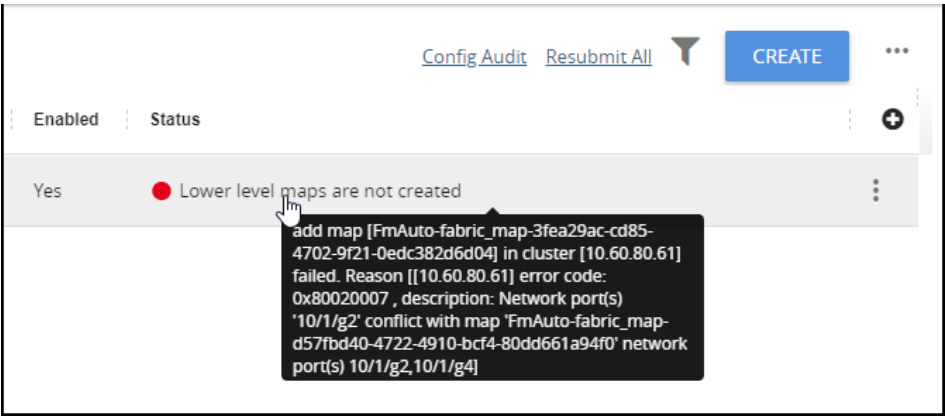 Config Audit Resubmit All CREATE
Enabled Status
Yes Lower level maps are not created
add map [FmAuto-fabric_map-3fea29ac-cd85-
4702-9f21-0edc382d6d04] in cluster [10.60.80.61]
failed. Reason [[10.60.80.61] error code:
0x80020007 , description: Network port(s)
'10/1/g2' conflict with map 'FmAuto-fabric_map-
d57fbd40-4722-4910-bcf4-80dd661a94f0' network
port(s) 10/1/g2,10/1/g4]